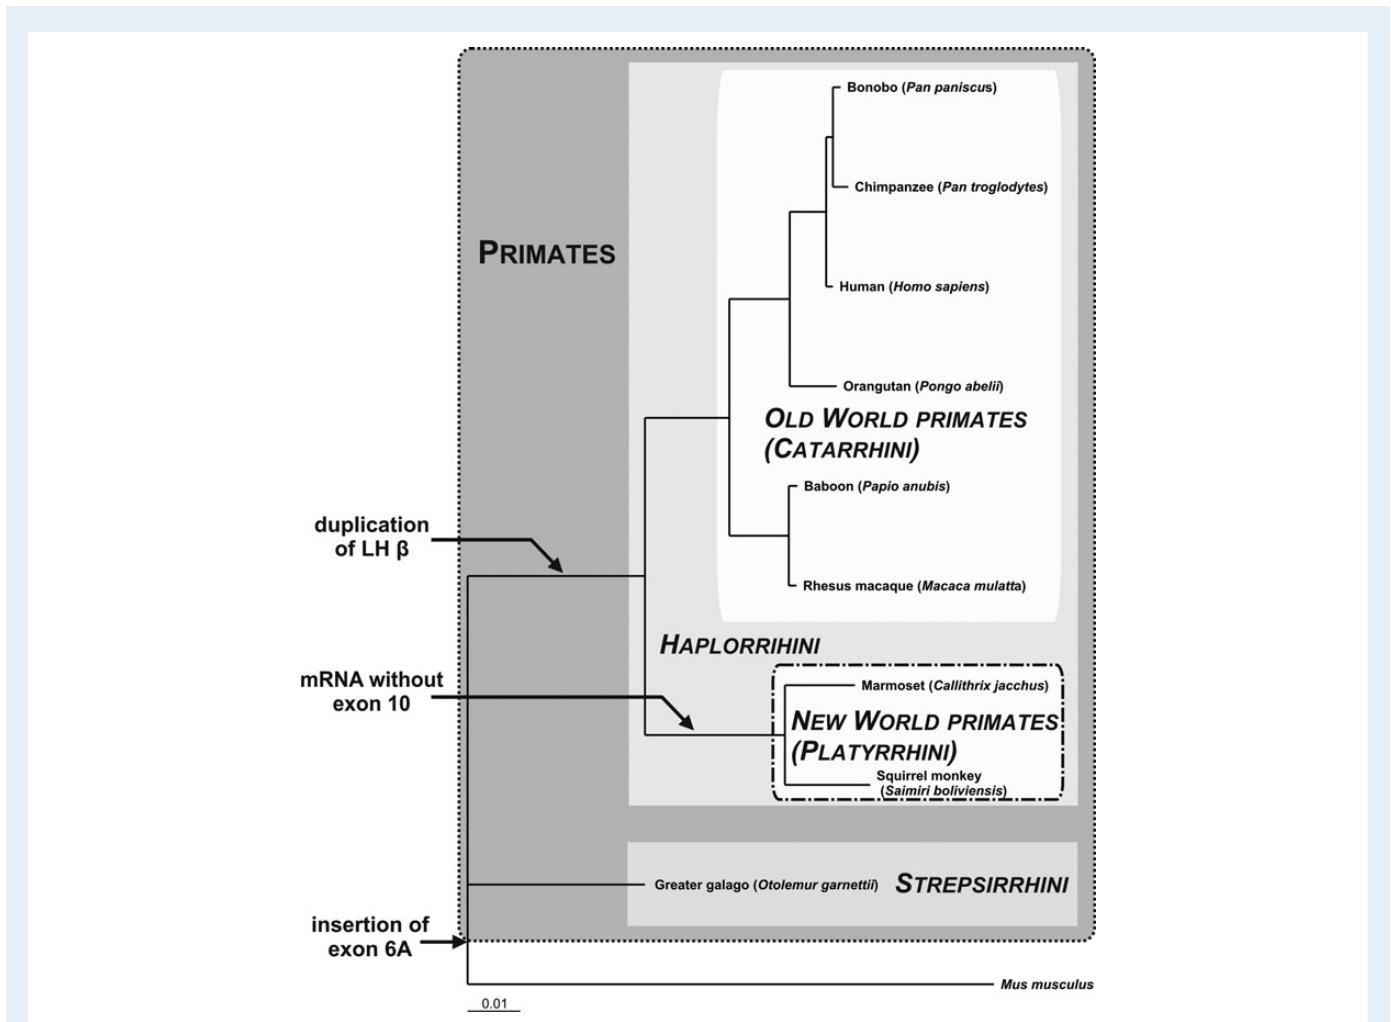 Bonobo (Pan paniscus)
Chimpanzee (Pan troglodytes)
PRIMATES
Human (Homo sapiens)
Orangutan (Pongo abelii)
OLD WORLD PRIMATES
(CATARRHINI)
Baboon (Papio anubis)
duplication
of LH β
Rhesus macaque (Macaca mulatta)
HAPLORRIHINI
mRNA without
exon 10
Marmoset (Callithrix jacchus)
NEW WORLD PRIMATES
(PLATYRRHINI)
Squirrel monkey
(Saimiri boliviensis)
Greater galago (Otolemur garnettii)
STREPSIRRHINI
insertion of
exon 6A
Mus musculus
0.01